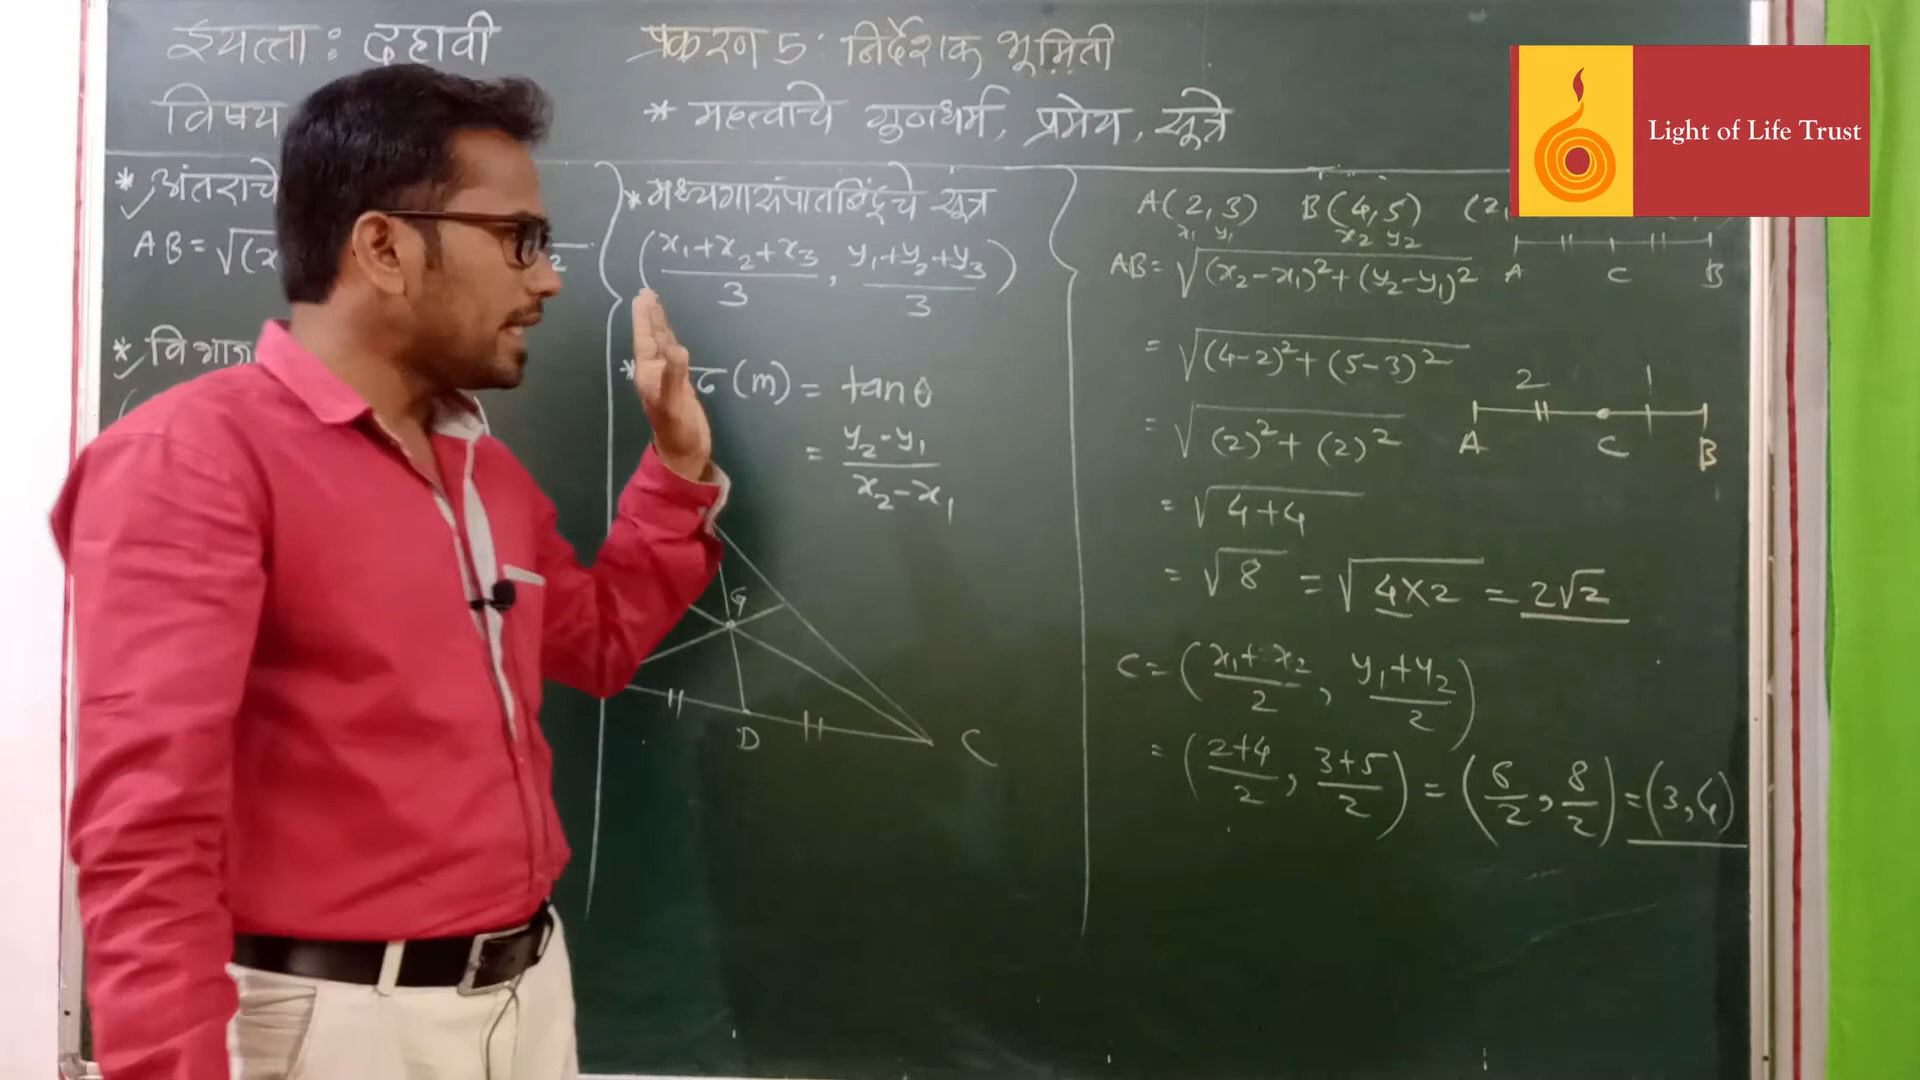 इयत्ता : दहावी
प्रकरण 5 : निर्देशक भूमिती
विषय
* महत्वाचे गुणधर्म, प्रमेय, सूत्रे
Light of Life Trust
* अंतराचे
AB = √(x
2
* विभाज
* मध्यगासंपातबिंदूचे सूत्र
(x₁+x₂+x₃/3, y₁+y₂+y₃/3)
* (m) = tan θ
= y₂-y₁/x₂-x₁
G
D
C
A(2,3) B(4,5) (2,
x₁ y₁ x₂ y₂
A C B
AB = √(x₂-x₁)²+(y₂-y₁)²
= √(4-2)²+(5-3)²
2 1
A C B
= √(2)²+(2)²
= √4+4
= √8 = √4×2 = 2√2
C = (x₁+x₂/2, y₁+y₂/2)
= (2+4/2, 3+5/2) = (6/2, 8/2) = (3,4)